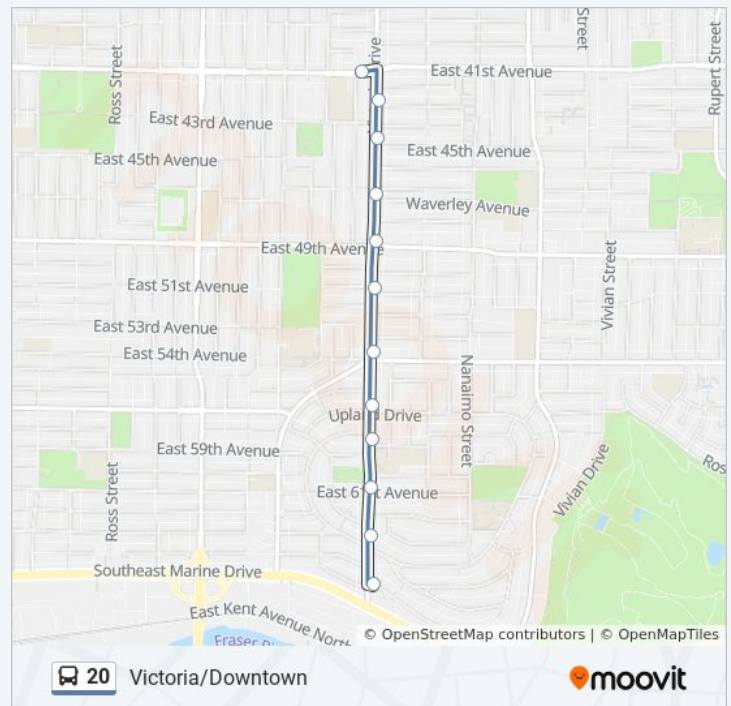 Street
Ross Street
Drive
Rupert Street
East 41st Avenue
East 43rd Avenue
East 45th Avenue
East 45th Avenue
Waverley Avenue
East 49th Avenue
Vivian Street
East 51st Avenue
East 53rd Avenue
East 54th Avenue
Nanaimo Street
Upland Drive
East 59th Avenue
Ros
Vivian Drive
Ross Street
East 61st Avenue
Southeast Marine Drive
East Kent Avenue North
Fraser
© OpenStreetMap contributors | © OpenMapTiles
20 Victoria/Downtown
moovit